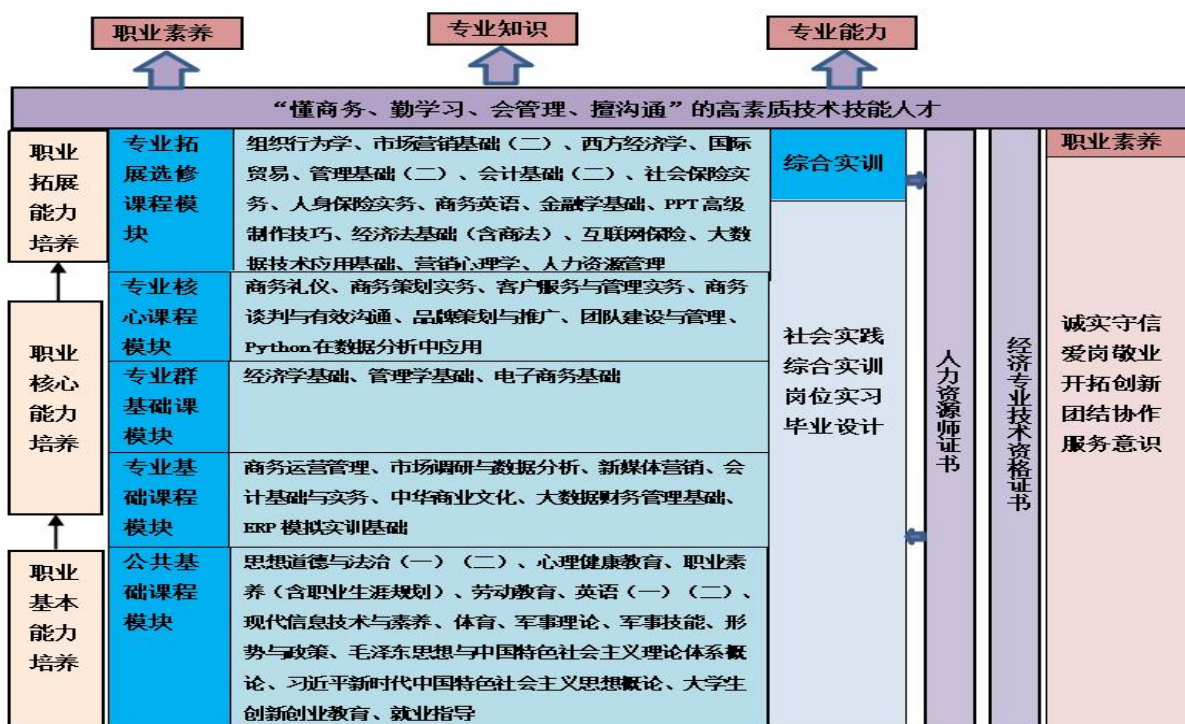 职业素养
专业知识
专业能力
“懂商务、勤学习、会管理、擅沟通”的高素质技术技能人才
职业
拓展
能力
培养
专业拓
展选修
课程模
块
组织行为学、市场营销基础（二）、西方经济学、国际
贸易、管理基础（二）、会计基础（二）、社会保险实
务、人身保险实务、商务英语、金融学基础、PPT高级
制作技巧、经济法基础（含商法）、互联网保险、大数
据技术应用基础、营销心理学、人力资源管理
职业
核心
能力
培养
专业核
心课程
模块
商务礼仪、商务策划实务、客户服务与管理实务、商务
谈判与有效沟通、品牌策划与推广、团队建设与管理、
Python在数据分析中应用
专业群
基础课
模块
经济学基础、管理学基础、电子商务基础
专业基
础课程
模块
商务运营管理、市场调研与数据分析、新媒体营销、会
计基础与实务、中华商业文化、大数据财务管理基础、
ERP模拟实训基础
职业
基本
能力
培养
公共基
础课程
模块
思想道德与法治（一）（二）、心理健康教育、职业素
养（含职业生涯规划）、劳动教育、英语（一）（二）、
现代信息技术与素养、体育、军事理论、军事技能、形
势与政策、毛泽东思想与中国特色社会主义理论体系概
论、习近平新时代中国特色社会主义思想概论、大学生
创新创业教育、就业指导
综合实训
社会实践
综合实训
岗位实习
毕业设计
人力资源师证书
经济专业技术资格证书
职业素养
诚实守信
爱岗敬业
开拓创新
团结协作
服务意识